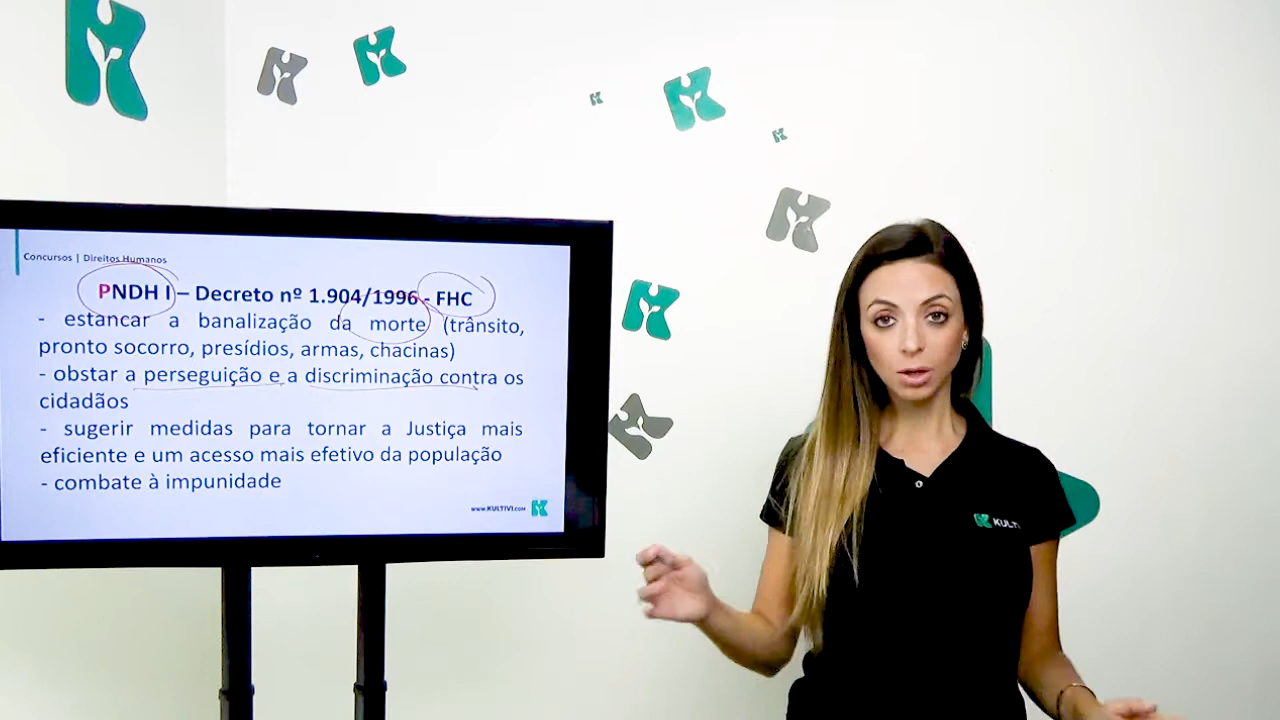 Concursos | Direitos Humanos
PNDH I – Decreto nº 1.904/1996 - FHC
- estancar a banalização da morte (trânsito,
pronto socorro, presídios, armas, chacinas)
- obstar a perseguição e a discriminação contra os
cidadãos
- sugerir medidas para tornar a Justiça mais
eficiente e um acesso mais efetivo da população
- combate à impunidade
www.KULTIVI.com
KULTI